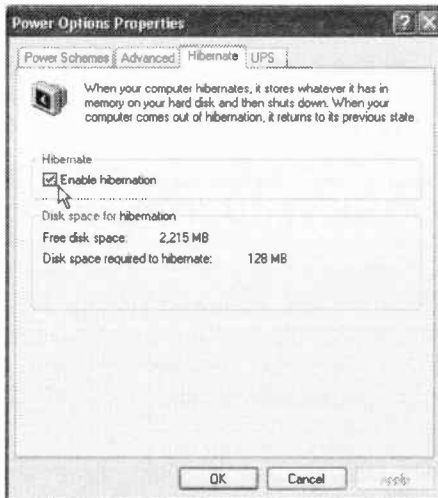 Power Options Properties
Power Schemes Advanced Hibernate UPS
When your computer hibernates, it stores whatever it has in
memory on your hard disk and then shuts down. When your
computer comes out of hibernation, it returns to its previous state.
Hibernate
Enable hibernation
Disk space for hibernation
Free disk space: 2,215 MB
Disk space required to hibernate: 128 MB
OK Cancel Apply